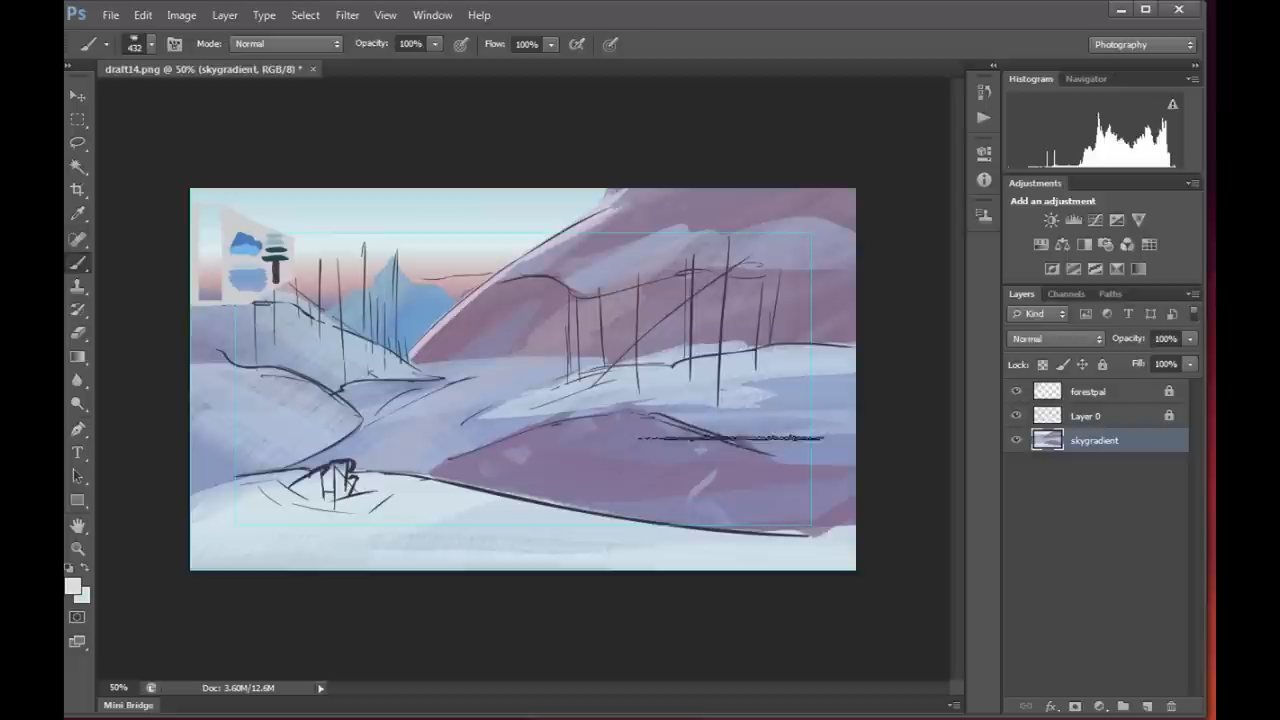 Ps File Edit Image Layer Type Select Filter View Window Help
432 Mode: Normal Opacity: 100% Flow: 100% Photography
draft14.png @ 50% (skygradient, RGB/8) * ×
Histogram Navigator
Adjustments
Add an adjustment
Layers Channels Paths
Kind T
Normal Opacity: 100%
Lock: Fill: 100%
forestpal
Layer 0
skygradient
50% Doc: 3.60M/12.6M
Mini Bridge